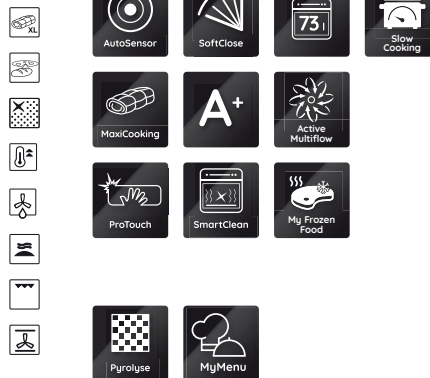 XL
AutoSensor
SoftClose
73
Slow
Cooking
MaxiCooking
A+
Active
Multiflow
ProTouch
SmartClean
My Frozen
Food
Pyrolyse
MyMenu